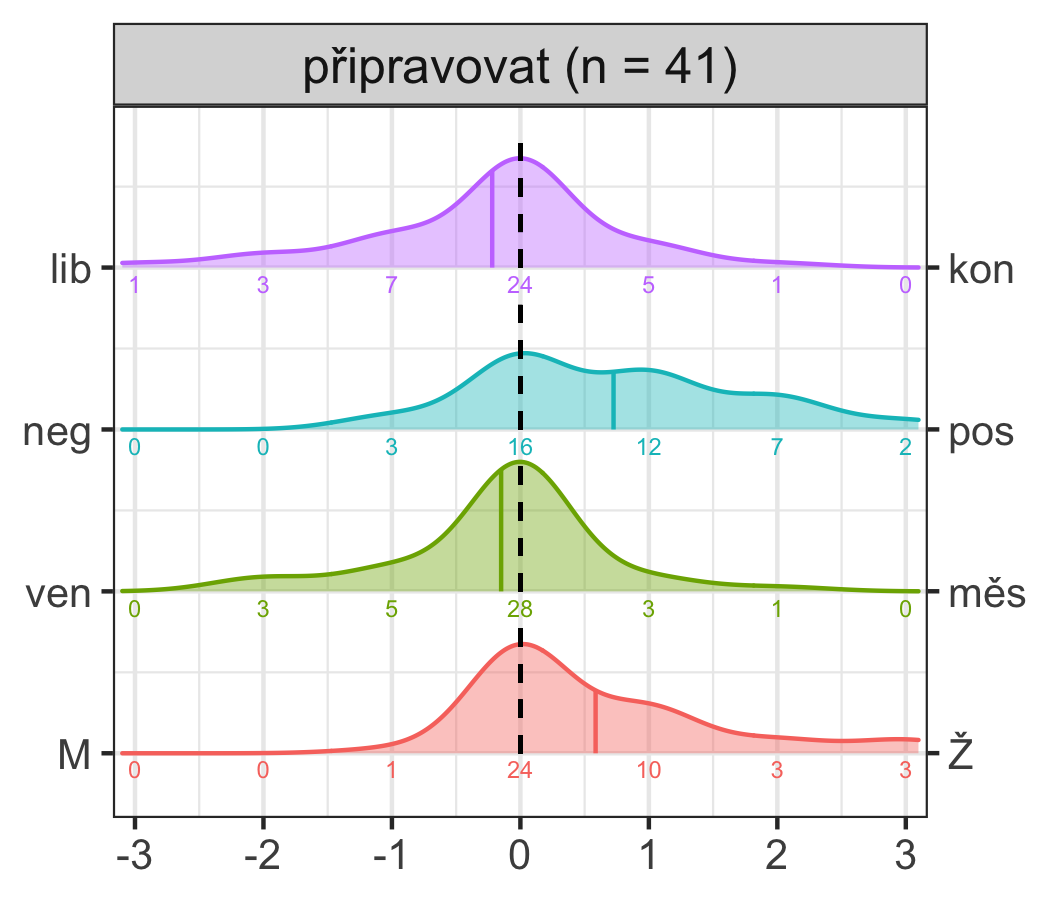 připravovat (n = 41)
lib kon
1 3 7 24 5 1 0
neg pos
0 0 3 16 12 7 2
ven měs
0 3 5 28 3 1 0
M Ž
0 0 1 24 10 3 3
-3 -2 -1 0 1 2 3